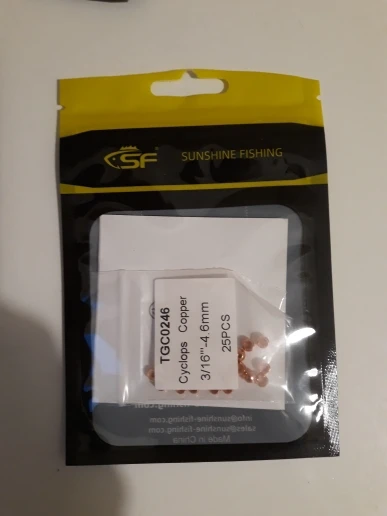 SF
SUNSHINE FISHING
TGC0246
Cyclops Copper
3/16"'-4.6mm
25PCS
info@sunshine-fishing.com
sales@sunshine-fishing.com
Made in China